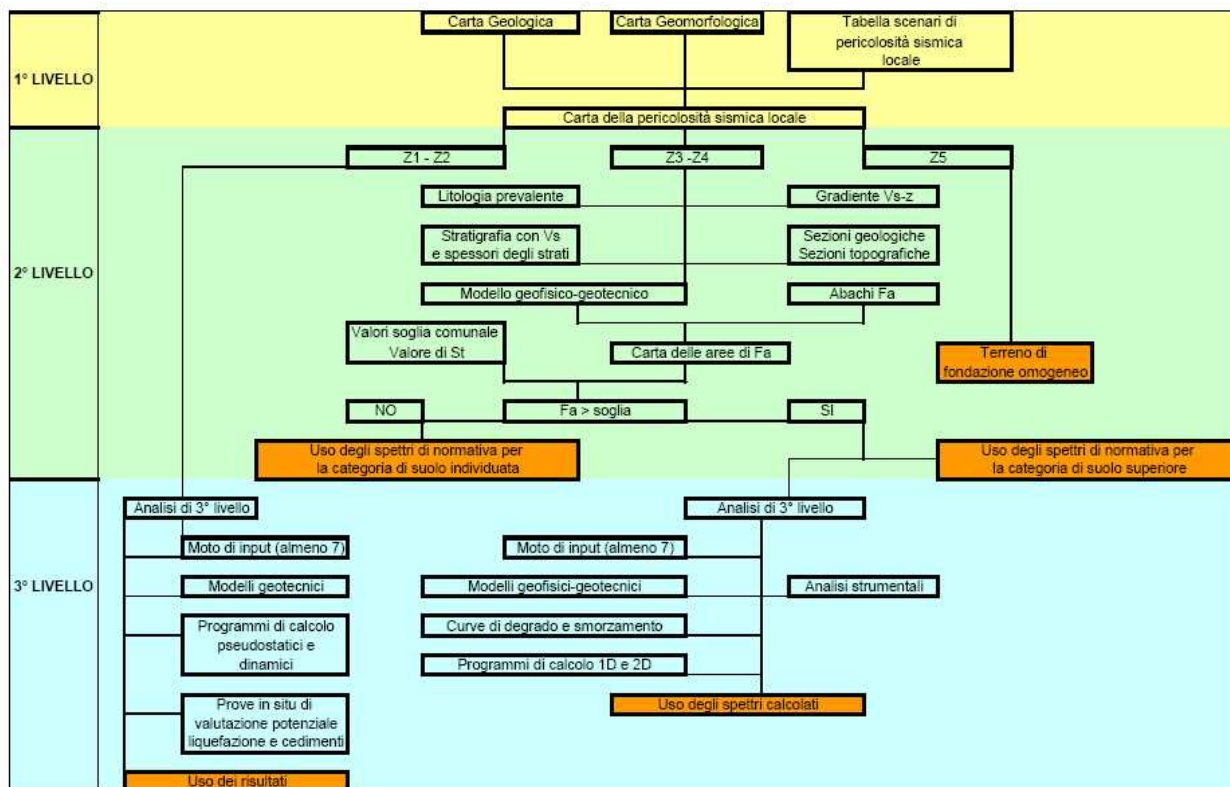 Carta Geologica
Carta Geomorfologica
Tabella scenari di
pericolosità sismica
locale
1° LIVELLO
Carta della pericolosità sismica locale
Z1 - Z2
Z3 -Z4
Z5
Litologia prevalente
Gradiente Vs-z
Stratigrafia con Vs
e spessori degli strati
Sezioni geologiche
Sezioni topografiche
2° LIVELLO
Modello geofisico-geotecnico
Abachi Fa
Valori soglia comunale
Valore di St
Carta delle aree di Fa
Terreno di
fondazione omogeneo
NO
Fa > soglia
SI
Uso degli spettri di normativa per
la categoria di suolo individuata
Uso degli spettri di normativa per
la categoria di suolo superiore
Analisi di 3° livello
Analisi di 3° livello
Moto di input (almeno 7)
Moto di input (almeno 7)
3° LIVELLO
Modelli geotecnici
Modelli geofisici-geotecnici
Analisi strumentali
Programmi di calcolo
pseudostatici e
dinamici
Curve di degrado e smorzamento
Programmi di calcolo 1D e 2D
Prove in situ di
valutazione potenziale
liquefazione e cedimenti
Uso degli spettri calcolati
Uso dei risultati